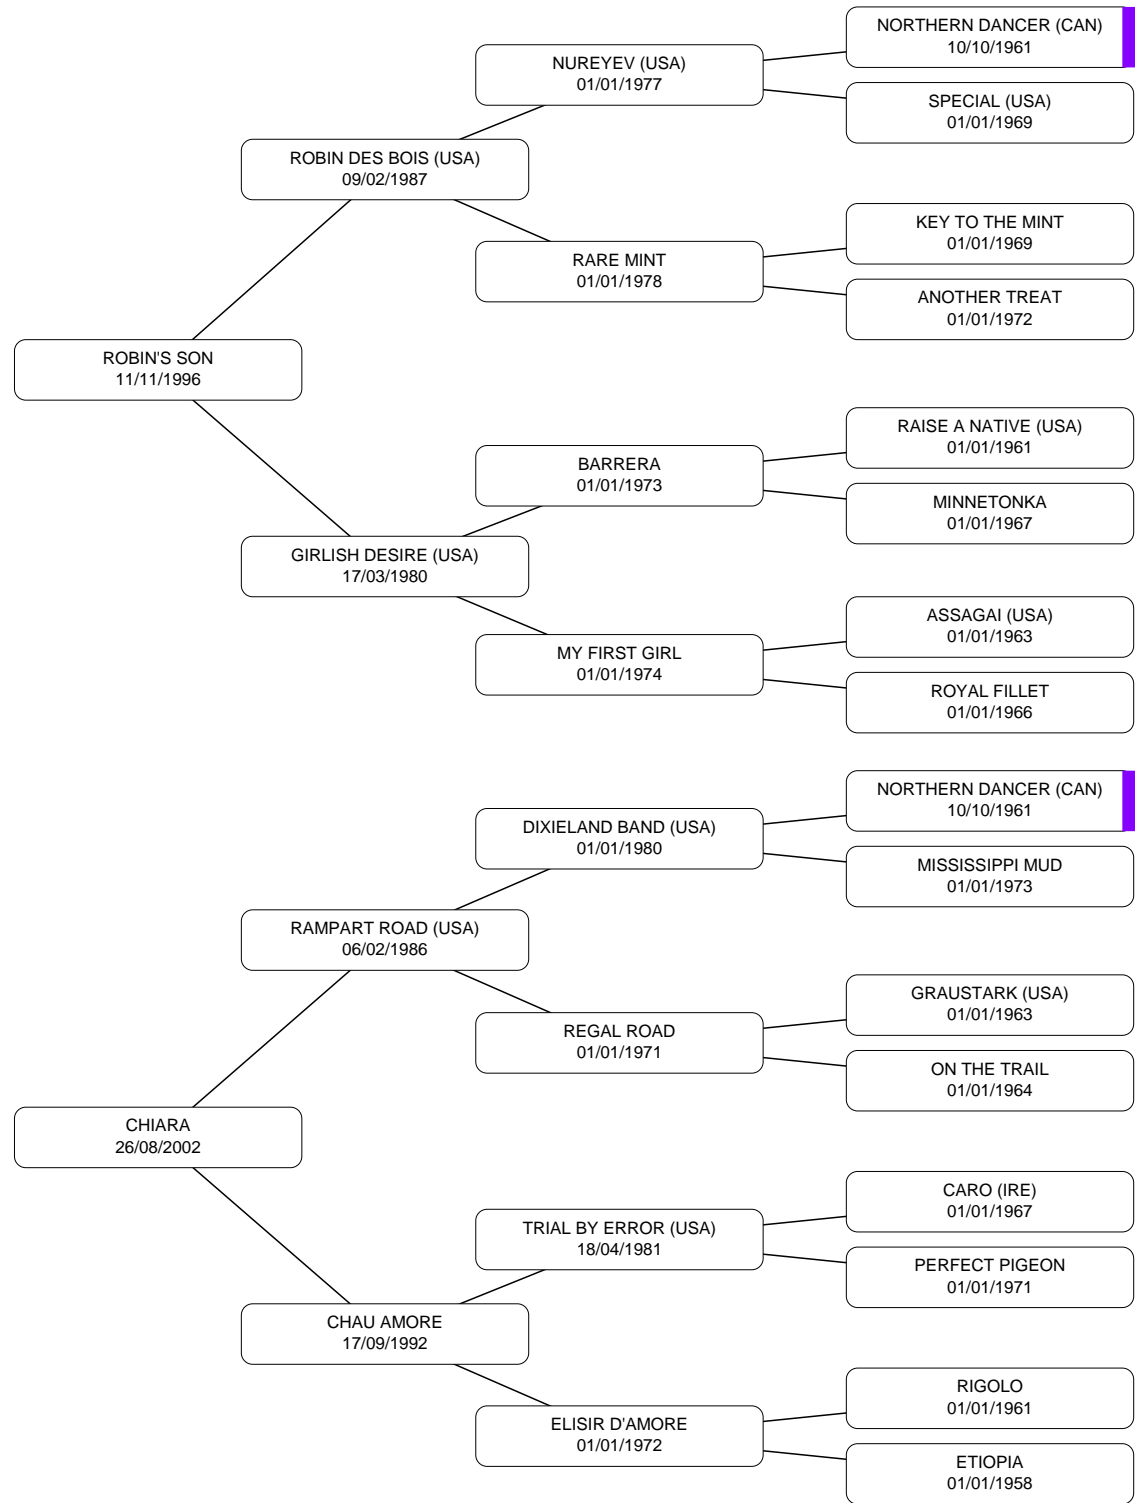 NORTHERN DANCER (CAN)
10/10/1961
NUREYEV (USA)
01/01/1977
SPECIAL (USA)
01/01/1969
ROBIN DES BOIS (USA)
09/02/1987
KEY TO THE MINT
01/01/1969
RARE MINT
01/01/1978
ANOTHER TREAT
01/01/1972
ROBIN'S SON
11/11/1996
RAISE A NATIVE (USA)
01/01/1961
BARRERA
01/01/1973
MINNETONKA
01/01/1967
GIRLISH DESIRE (USA)
17/03/1980
ASSAGAI (USA)
01/01/1963
MY FIRST GIRL
01/01/1974
ROYAL FILLET
01/01/1966
NORTHERN DANCER (CAN)
10/10/1961
DIXIELAND BAND (USA)
01/01/1980
MISSISSIPPI MUD
01/01/1973
RAMPART ROAD (USA)
06/02/1986
GRAUSTARK (USA)
01/01/1963
REGAL ROAD
01/01/1971
ON THE TRAIL
01/01/1964
CHIARA
26/08/2002
CARO (IRE)
01/01/1967
TRIAL BY ERROR (USA)
18/04/1981
PERFECT PIGEON
01/01/1971
CHAU AMORE
17/09/1992
RIGOLO
01/01/1961
ELISIR D'AMORE
01/01/1972
ETIOPIA
01/01/1958